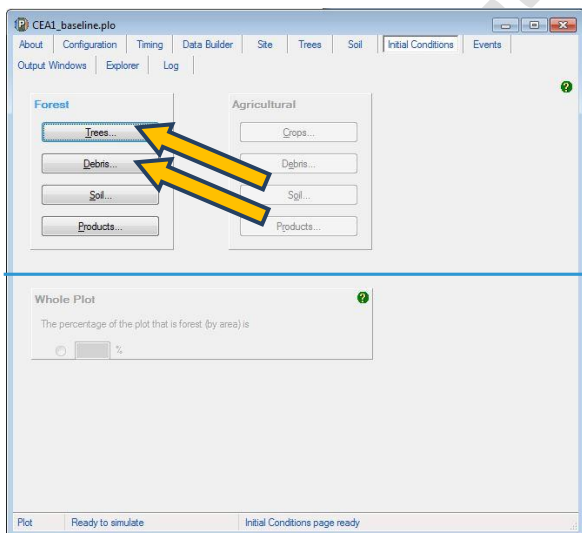 CEA1_baseline.plo
About Configuration Timing Data Builder Site Trees Soil Initial Conditions Events
Output Windows Explorer Log
Forest Agricultural
Trees... Crops...
Debris... Debris...
Soil... Soil...
Products... Products...
Whole Plot
The percentage of the plot that is forest (by area) is
%
Plot Ready to simulate Initial Conditions page ready